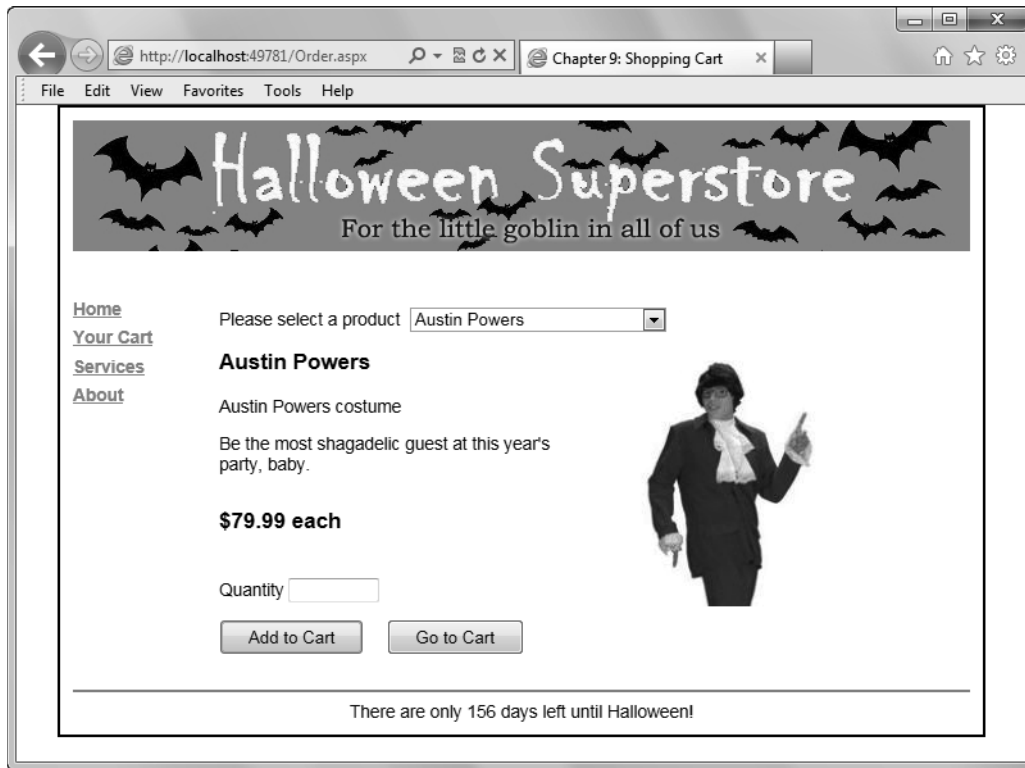 http://localhost:49781/Order.aspx
Chapter 9: Shopping Cart
File Edit View Favorites Tools Help
Halloween Superstore
For the little goblin in all of us
Home
Your Cart
Services
About
Please select a product Austin Powers
Austin Powers
Austin Powers costume
Be the most shagadelic guest at this year's
party, baby.
$79.99 each
Quantity
Add to Cart Go to Cart
There are only 156 days left until Halloween!